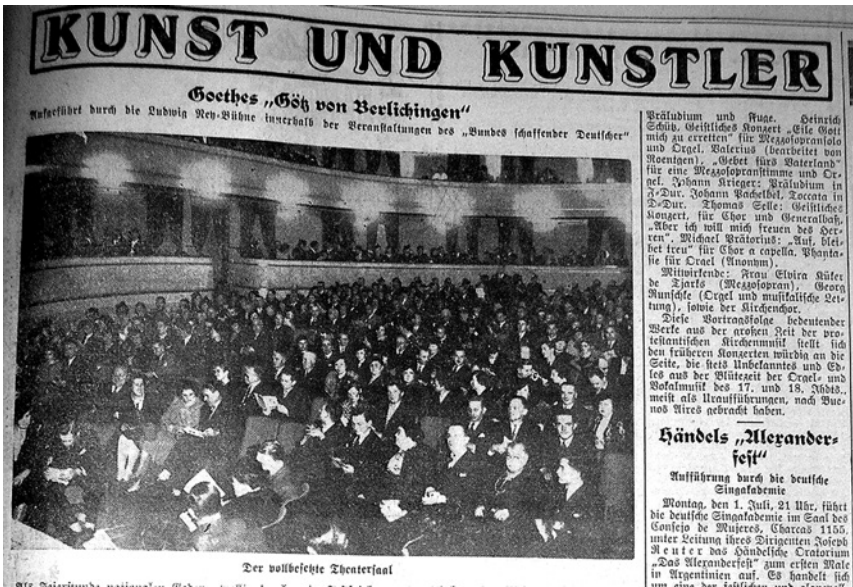 KUNST UND KÜNSTLER
Goethes „Götz von Berlichingen“
Aufgeführt durch die Ludwig Ney-Bühne innerhalb der Veranstaltungen des „Bundes schaffender Deutscher“
Der vollbesetzte Theatersaal
Präludium und Fuge. Heinrich
Schütz, Geistliches Konzert „Eile Gott
mich zu erretten“ für Mezzosopransolo
und Orgel. Valerius (bearbeitet von
Roentgen), „Gebet fürs Vaterland“
für eine Mezzosopranstimme und Or-
gel. Johann Krieger: Präludium in
F-Dur. Johann Pachelbel, Toccata in
D-Dur. Thomas Selle: Geistliches
Konzert, für Chor und Generalbaß,
„Aber ich will mich freuen des Her-
ren“. Michael Prätorius: „Auf, blei-
bet treu“ für Chor a capella. Phanta-
sie für Orgel (Anonym).
Mitwirkende: Frau Elvira Küker
de Tjarks (Mezzosopran), Georg
Runschke (Orgel und musikalische Lei-
tung), sowie der Kirchenchor.
Diese Vortragsfolge bedeutender
Werke aus der großen Zeit der pro-
testantischen Kirchenmusik stellt sich
den früheren Konzerten würdig an die
Seite, die stets Unbekanntes und Ed-
les aus der Blütezeit der Orgel- und
Vokalmusik des 17. und 18. Jhdts.,
meist als Uraufführungen, nach Bue-
nos Aires gebracht haben.
Händels „Alexander-
fest“
Aufführung durch die deutsche
Singakademie
Montag, den 1. Juli, 21 Uhr, führt
die deutsche Singakademie im Saal des
Consejo de Mujeres, Charcas 1155,
unter Leitung ihres Dirigenten Joseph
Reuter das Händelsche Oratorium
„Das Alexanderfest“ zum ersten Male
in Argentinien auf. Es handelt sich
um eine der